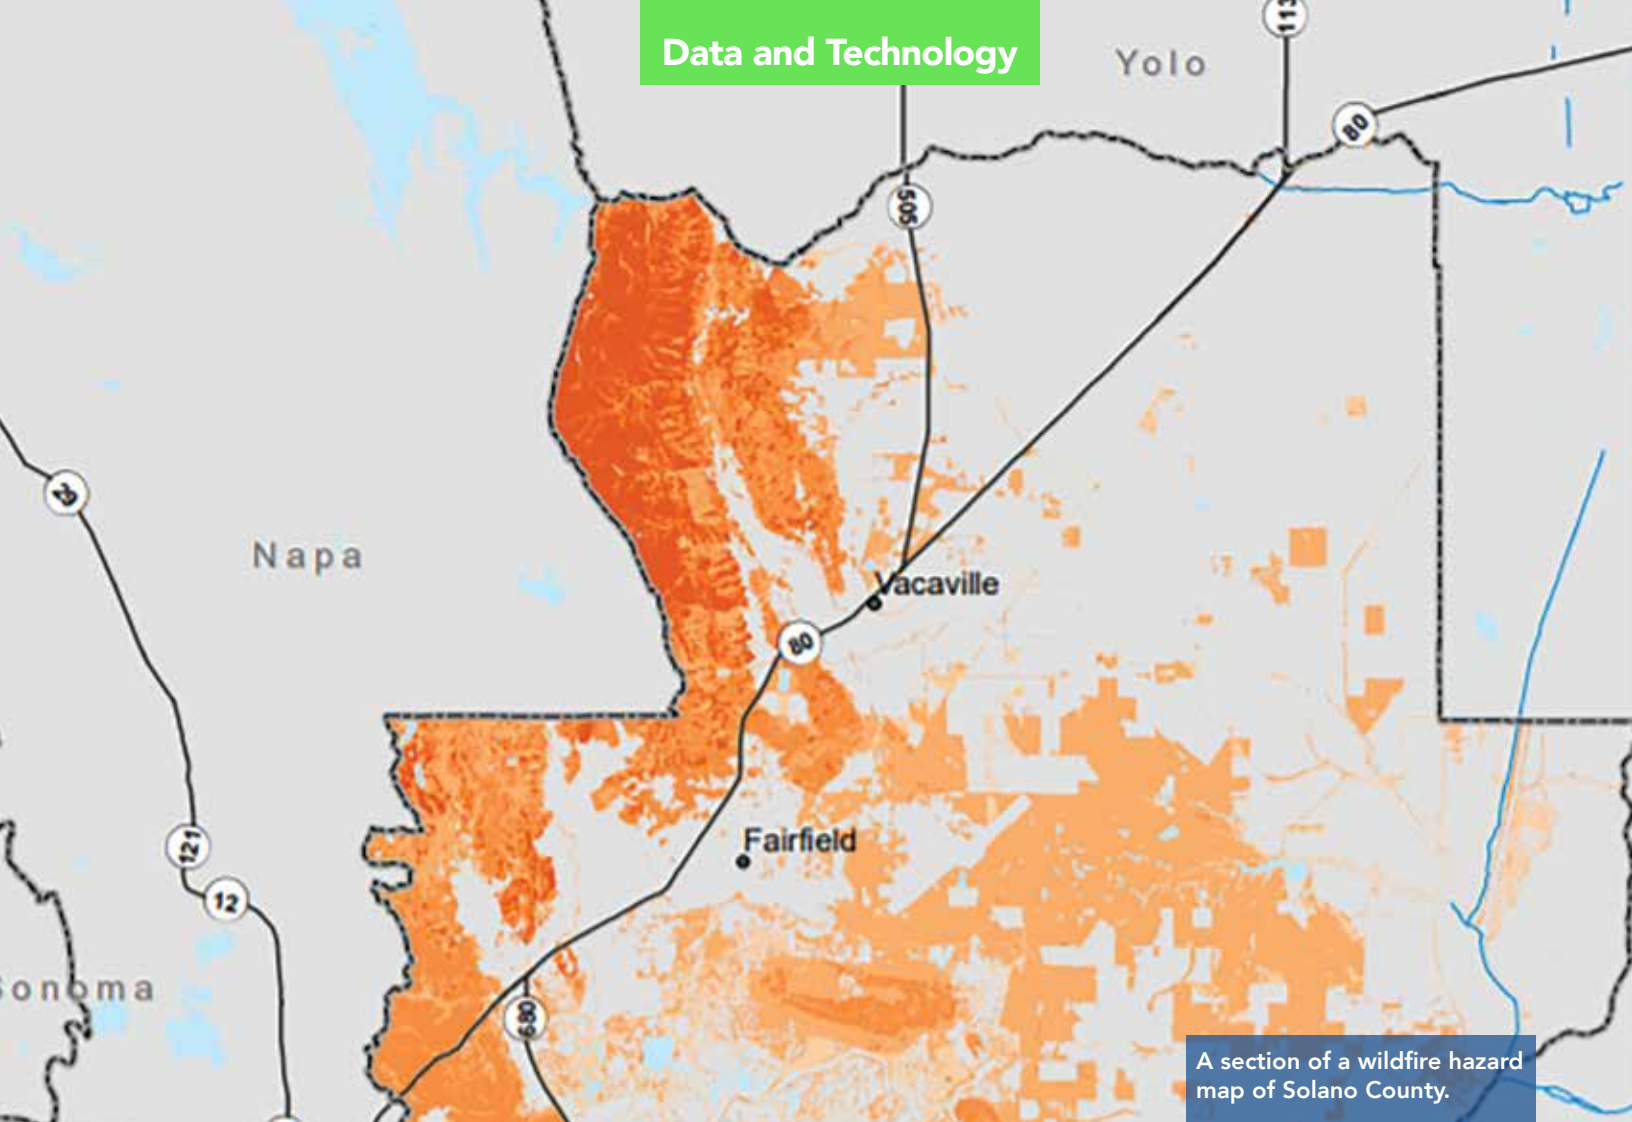 Data and Technology
Yolo
113
80
505
29
Napa
Vacaville
80
Fairfield
121
12
Sonoma
680
A section of a wildfire hazard
map of Solano County.